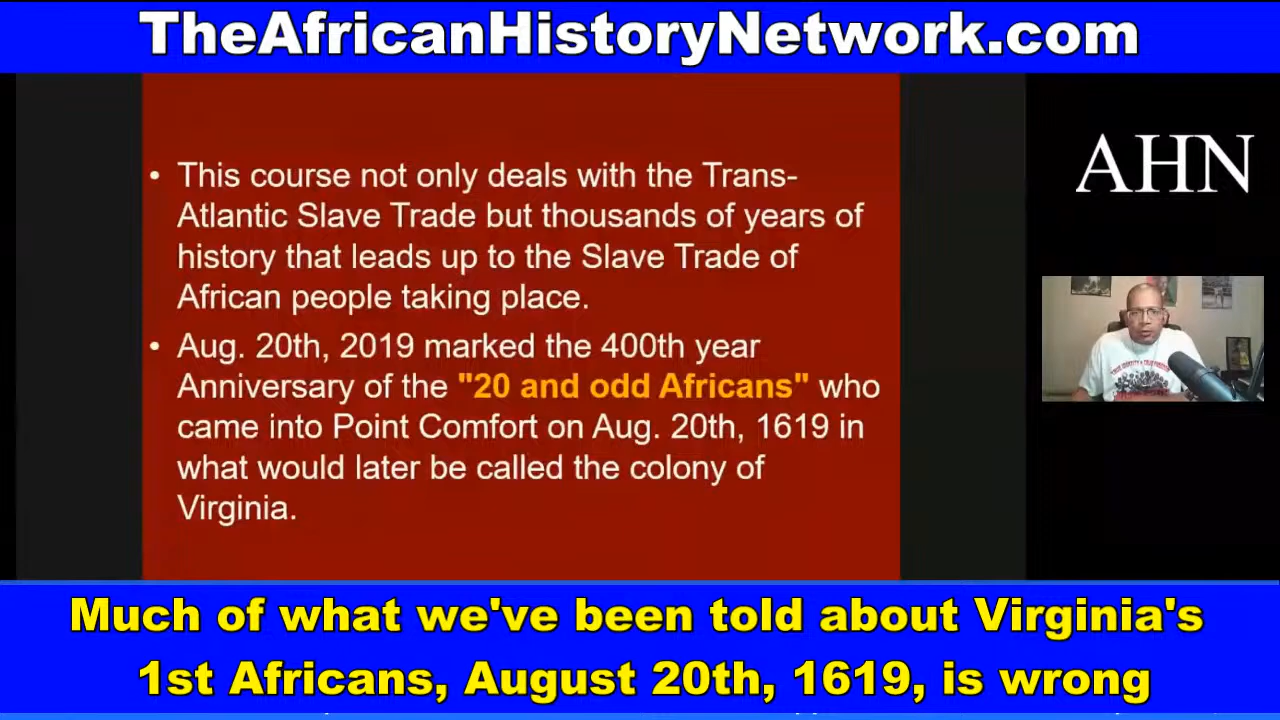 TheAfricanHistoryNetwork.com
AHN
• This course not only deals with the Trans-
Atlantic Slave Trade but thousands of years of
history that leads up to the Slave Trade of
African people taking place.
• Aug. 20th, 2019 marked the 400th year
Anniversary of the "20 and odd Africans" who
came into Point Comfort on Aug. 20th, 1619 in
what would later be called the colony of
Virginia.
Much of what we've been told about Virginia's
1st Africans, August 20th, 1619, is wrong